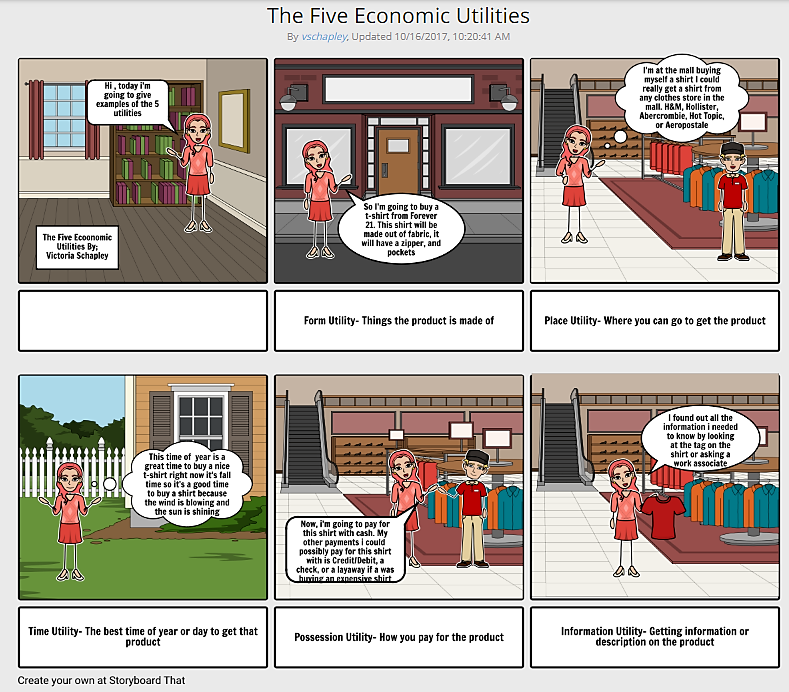 The Five Economic Utilities
By vschapley, Updated 10/16/2017, 10:20:41 AM
Hi , today i'm
going to give
examples of the 5
utilities
The Five Economic
Utilities By;
Victoria Schapley
So I'm going to buy a
t-shirt from Forever
21. This shirt will be
made out of fabric, it
will have a zipper, and
pockets
Form Utility- Things the product is made of
I'm at the mall buying
myself a shirt I could
really get a shirt from
any clothes store in the
mall. H&M, Hollister,
Abercrombie, Hot Topic,
or Aeropostale
Place Utility- Where you can go to get the product
This time of year is a
great time to buy a nice
t-shirt right now it's fall
time so it's a good time
to buy a shirt because
the wind is blowing and
the sun is shining
Time Utility- The best time of year or day to get that
product
Now, i'm going to pay for
this shirt with cash. My
other payments i could
possibly pay for this shirt
with is Credit/Debit, a
check, or a layaway if a was
buying an expensive shirt
Possession Utility- How you pay for the product
I found out all the
information i needed
to know by looking
at the tag on the
shirt or asking a
work associate
Information Utility- Getting information or
description on the product
Create your own at Storyboard That